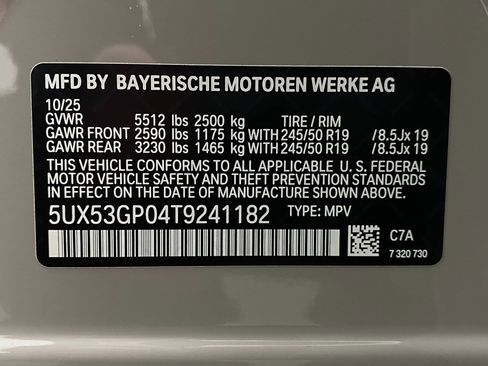 MFD BY BAYERISCHE MOTOREN WERKE AG
10/25
GVWR 5512 lbs 2500 kg TIRE / RIM
GAWR FRONT 2590 lbs 1175 kg WITH 245/50 R19 /8.5Jx 19
GAWR REAR 3230 lbs 1465 kg WITH 245/50 R19 /8.5Jx 19
THIS VEHICLE CONFORMS TO ALL APPLICABLE U. S. FEDERAL
MOTOR VEHICLE SAFETY AND THEFT PREVENTION STANDARDS
IN EFFECT ON THE DATE OF MANUFACTURE SHOWN ABOVE.
5UX53GP04T9241182 TYPE: MPV
C7A
7 320 730